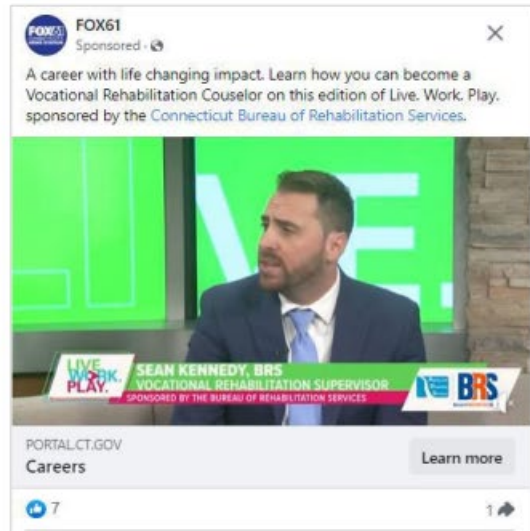 FOX61
FOX61
Sponsored ·
A career with life changing impact. Learn how you can become a
Vocational Rehabilitation Couselor on this edition of Live. Work. Play.
sponsored by the Connecticut Bureau of Rehabilitation Services.
LIVE.
WORK.
PLAY.
SEAN KENNEDY, BRS
VOCATIONAL REHABILITATION SUPERVISOR
SPONSORED BY THE BUREAU OF REHABILITATION SERVICES
BRS
PORTAL.CT.GOV
Careers
Learn more
7
1